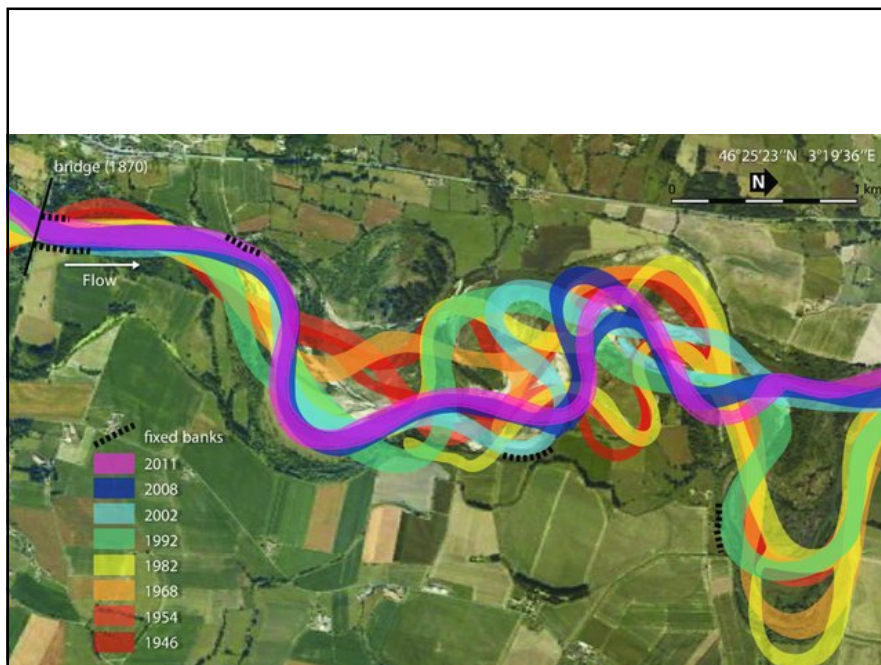 bridge (1870)
46°25'23"N 3°19'36"E
N
0 1 km
Flow
fixed banks
2011
2008
2002
1992
1982
1968
1954
1946